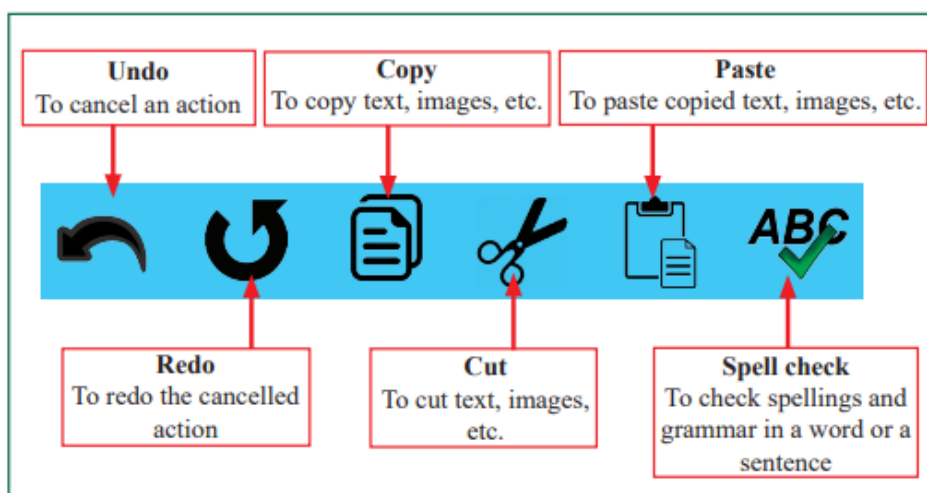 Undo
To cancel an action
Copy
To copy text, images, etc.
Paste
To paste copied text, images, etc.
ABC
Redo
To redo the cancelled
action
Cut
To cut text, images,
etc.
Spell check
To check spellings and
grammar in a word or a
sentence